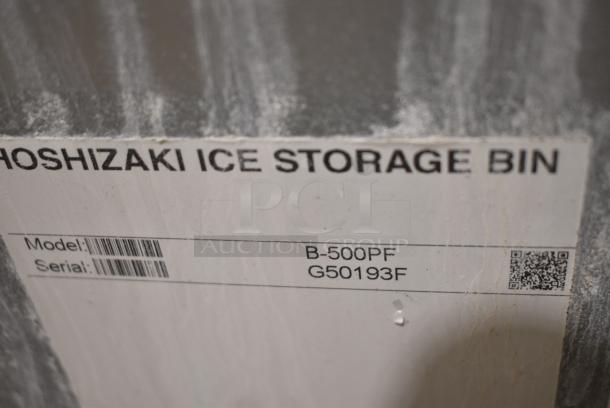 HOSHIZAKI ICE STORAGE BIN
PCI
AUCTION GROUP
Model: B-500PF
Serial: G50193F